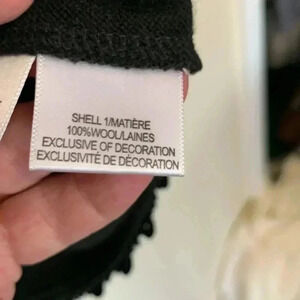 SHELL 1/MATIÈRE
100%WOOL/LAINES
EXCLUSIVE OF DECORATION
EXCLUSIVITÉ DE DÉCORATION